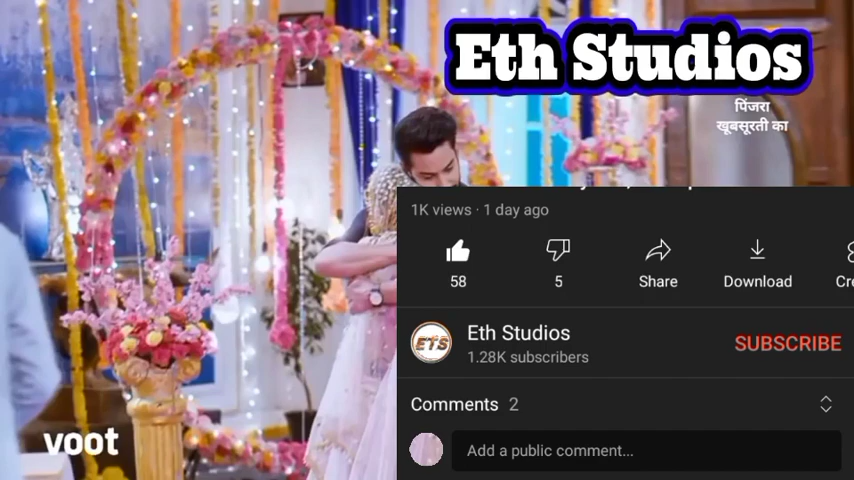 Eth Studios
पिंजरा
खूबसूरती का
1K views · 1 day ago
58
5
Share
Download
Cre
ETS
Eth Studios
SUBSCRIBE
1.28K subscribers
Comments 2
Add a public comment...
voot